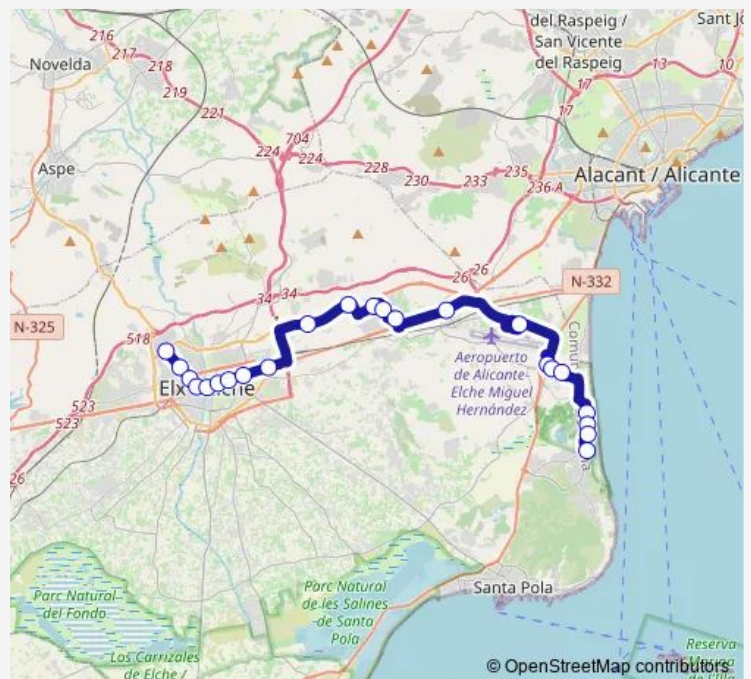 del Raspeig /
San Vicente
del Raspeig
Sant Jo
216
217
218
219
221
Novelda
13
10
17
17
704
224
224
228
230
233
235
236 A
Aspe
Alacant / Alicante
26
26
N-332
34
34
N-325
518
Aeropuerto
de Alicante-
Elche Miguel
Hernández
523
523
26
Santa Pola
Parc Natural
del Fondo
Parc Natural
de les Salines
de Santa
Pola
Los Carrizales
de Elche /
Reserva
© OpenStreetMap contributors